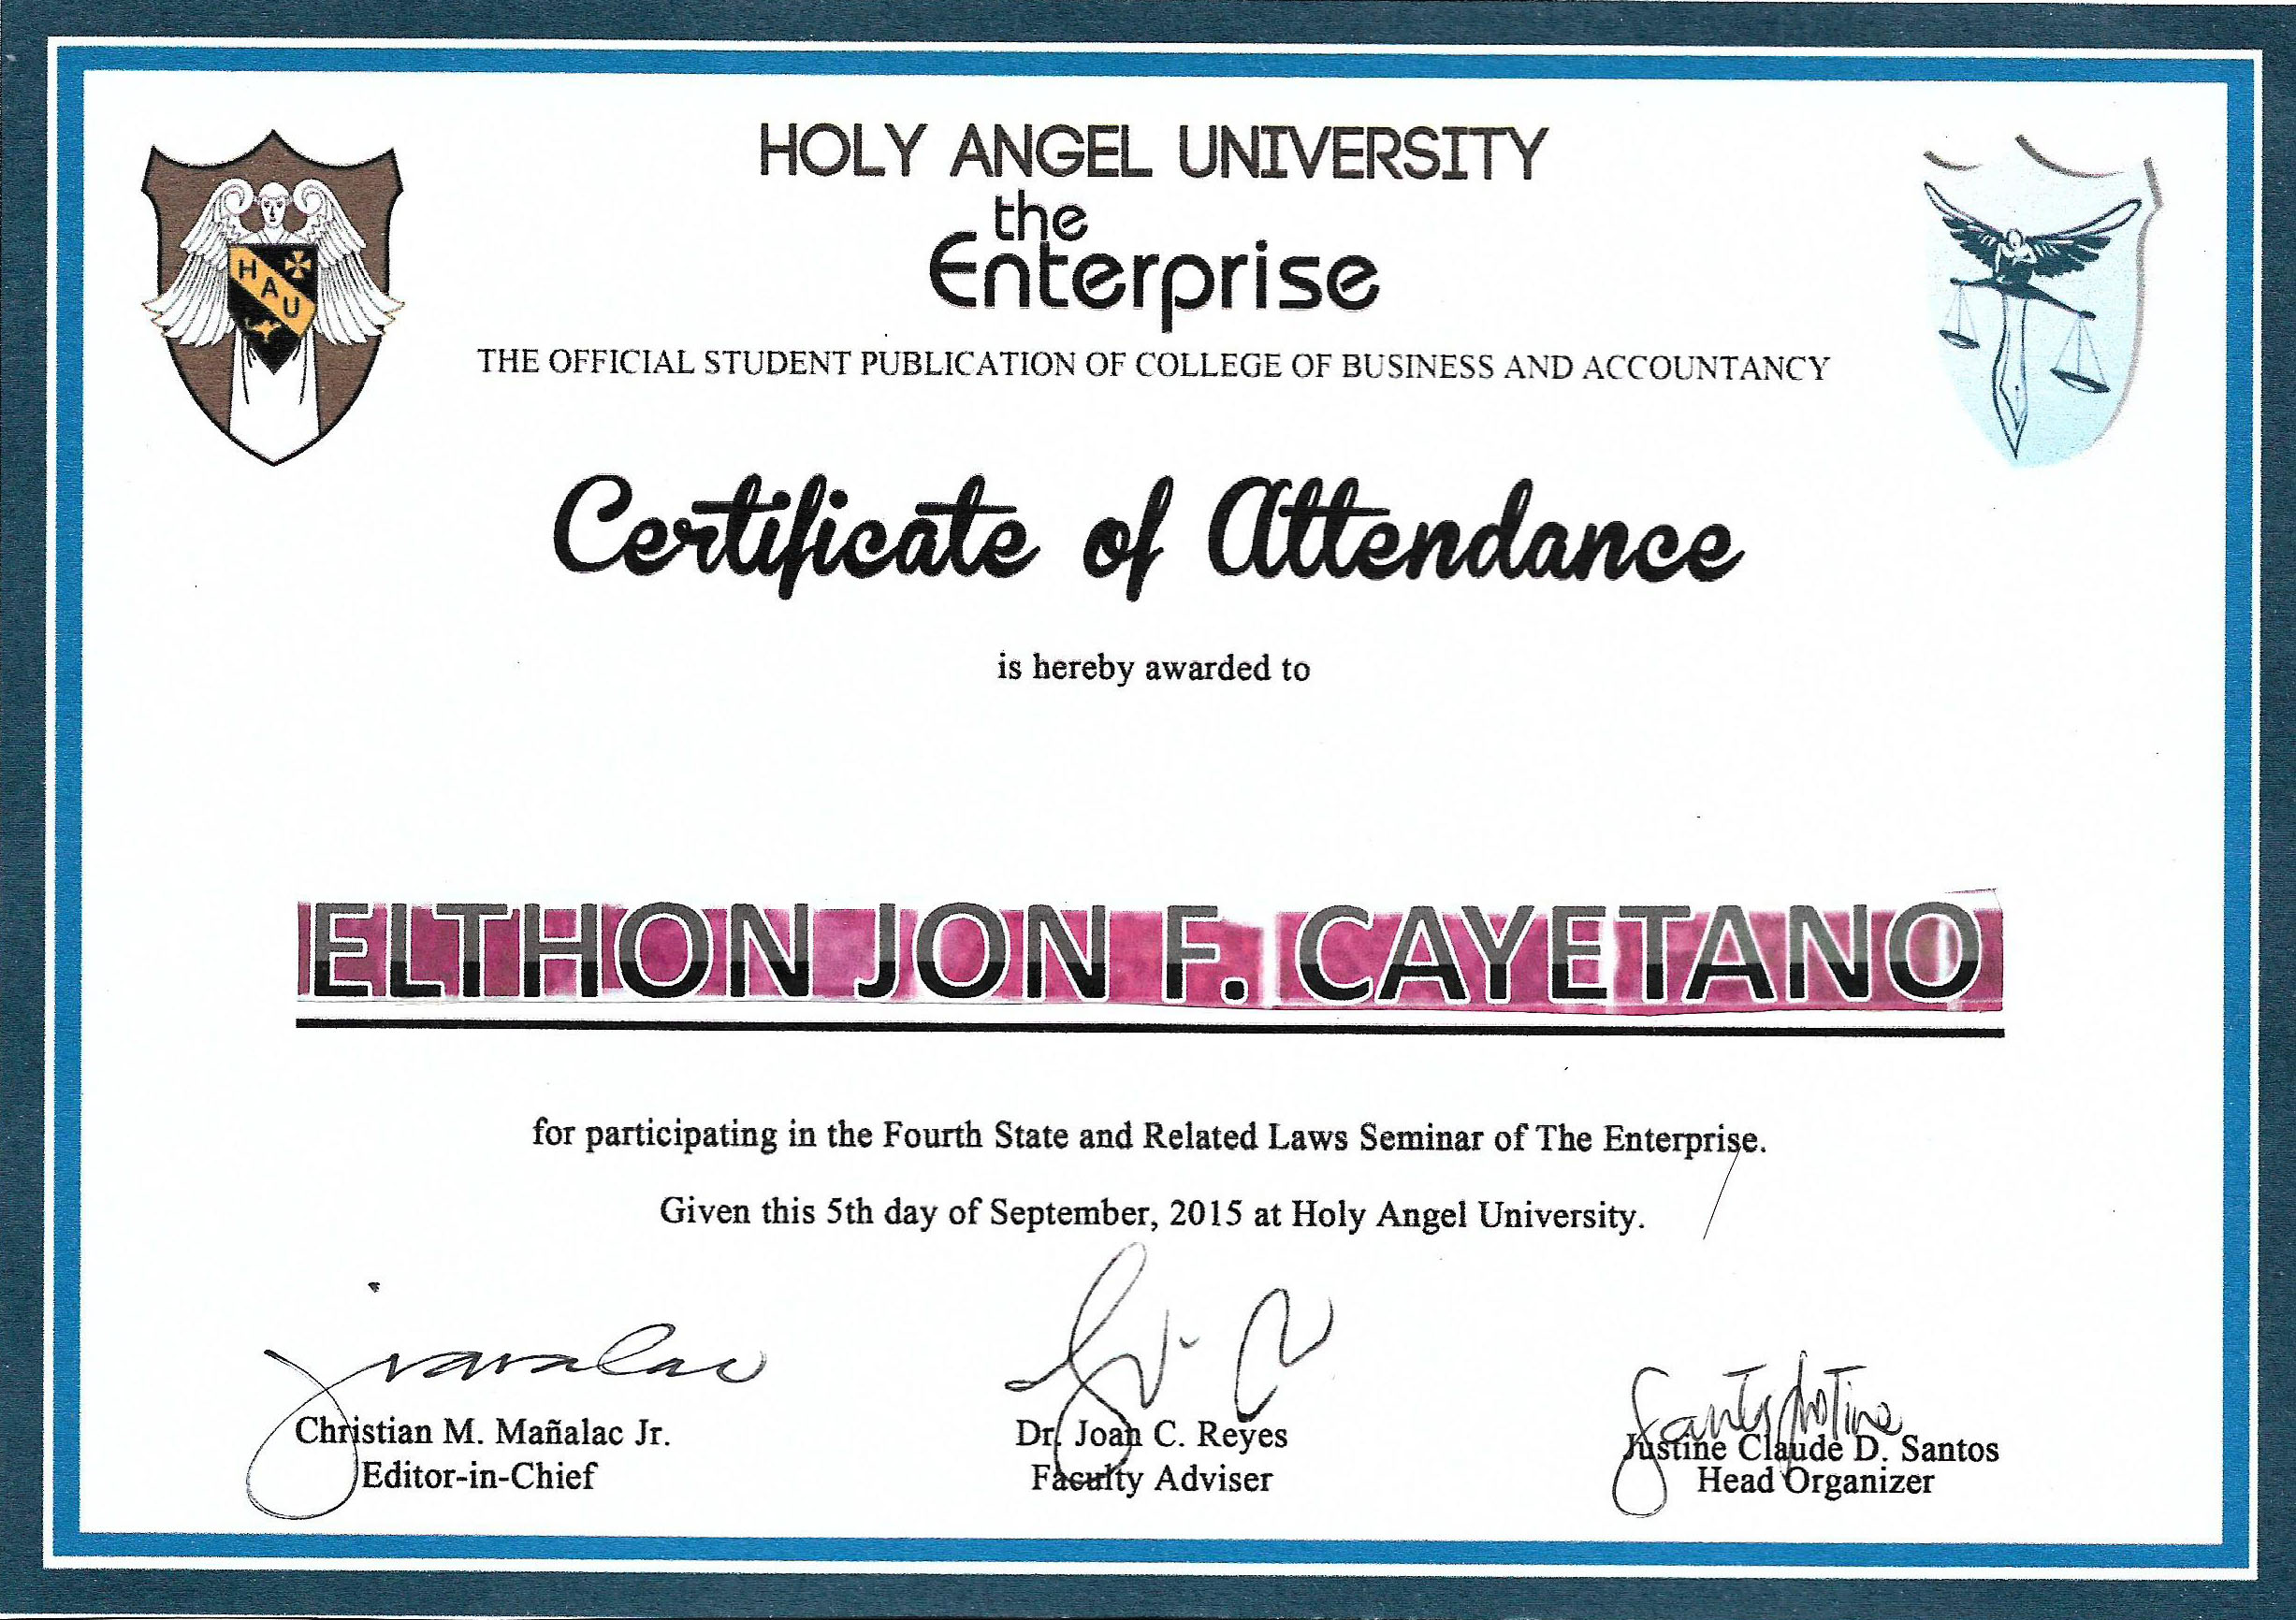 HOLY ANGEL UNIVERSITY
the
Enterprise
HAU
THE OFFICIAL STUDENT PUBLICATION OF COLLEGE OF BUSINESS AND ACCOUNTANCY
Certificate of Attendance
is hereby awarded to
ELTHON JON F. CAYETANO
for participating in the Fourth State and Related Laws Seminar of The Enterprise.
Given this 5th day of September, 2015 at Holy Angel University.
Christian M. Mañalac Jr.
Editor-in-Chief
Dr. Joan C. Reyes
Faculty Adviser
Justine Claude D. Santos
Head Organizer